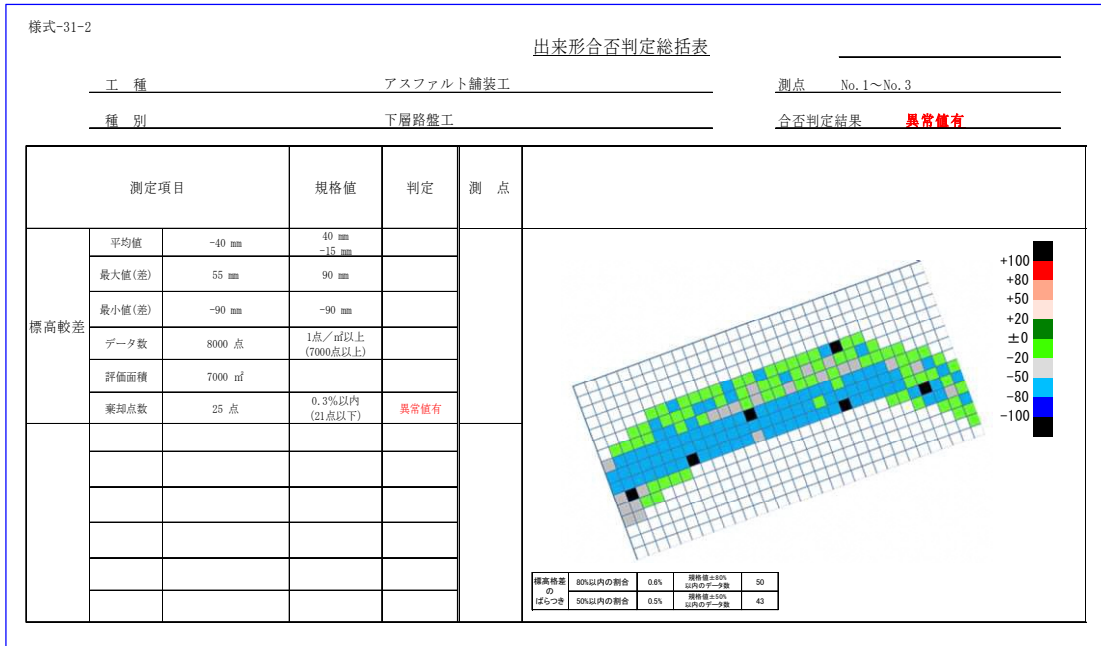 様式-31-2
出来形合否判定総括表
工　種 アスファルト舗装工 測点 No.1～No.3
種　別 下層路盤工 合否判定結果 異常値有
測定項目 規格値 判定 測　点
標高較差
平均値 -40 ㎜ 40 ㎜
-15 ㎜
最大値(差) 55 ㎜ 90 ㎜
最小値(差) -90 ㎜ -90 ㎜
データ数 8000 点 1点／㎡以上
(7000点以上)
評価面積 7000 ㎡
棄却点数 25 点 0.3％以内
(21点以下)
異常値有
+100
+80
+50
+20
±0
-20
-50
-80
-100
標高格差
の
ばらつき
80%以内の割合 0.6% 規格値±80%
以内のデータ数 50
50%以内の割合 0.5% 規格値±50%
以内のデータ数 43